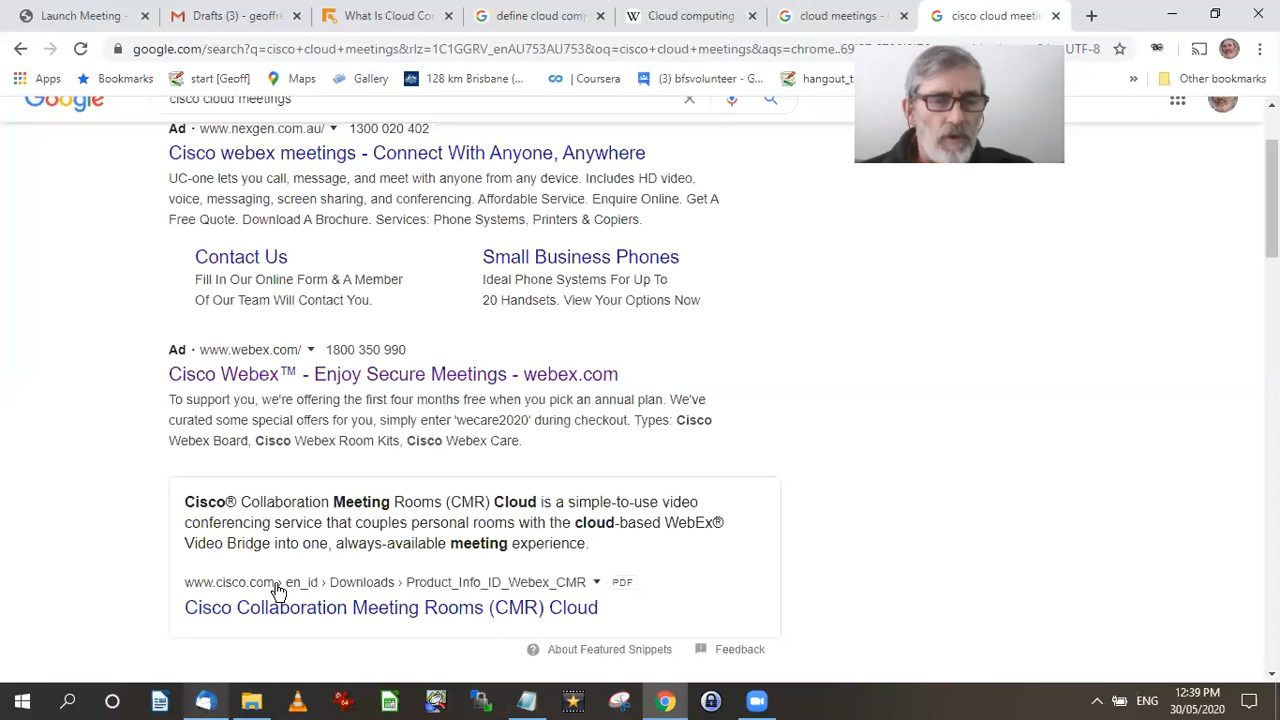 Launch Meeting -
Drafts (3) - geoffre
What Is Cloud Co
define cloud comp
Cloud computing
cloud meetings -
cisco cloud meeti
google.com/search?q=cisco+cloud+meetings&rlz=1C1GGRV_enAU753AU753&oq=cisco+cloud+meetings&aqs=chrome..69
UTF-8
Apps
Bookmarks
start [Geoff]
Maps
Gallery
128 km Brisbane (...
Coursera
(3) bfsvolunteer - G...
hangout_t
»
Other bookmarks
Google
cisco cloud meetings
Ad · www.nexgen.com.au/ 1300 020 402
Cisco webex meetings - Connect With Anyone, Anywhere
UC-one lets you call, message, and meet with anyone from any device. Includes HD video,
voice, messaging, screen sharing, and conferencing. Affordable Service. Enquire Online. Get A
Free Quote. Download A Brochure. Services: Phone Systems, Printers & Copiers.
Contact Us
Fill In Our Online Form & A Member
Of Our Team Will Contact You.
Small Business Phones
Ideal Phone Systems For Up To
20 Handsets. View Your Options Now
Ad · www.webex.com/ 1800 350 990
Cisco Webex™ - Enjoy Secure Meetings - webex.com
To support you, we're offering the first four months free when you pick an annual plan. We've
curated some special offers for you, simply enter 'wecare2020' during checkout. Types: Cisco
Webex Board, Cisco Webex Room Kits, Cisco Webex Care.
Cisco® Collaboration Meeting Rooms (CMR) Cloud is a simple-to-use video
conferencing service that couples personal rooms with the cloud-based WebEx®
Video Bridge into one, always-available meeting experience.
www.cisco.com › en_id › Downloads › Product_Info_ID_Webex_CMR PDF
Cisco Collaboration Meeting Rooms (CMR) Cloud
About Featured Snippets
Feedback
ENG
12:39 PM
30/05/2020